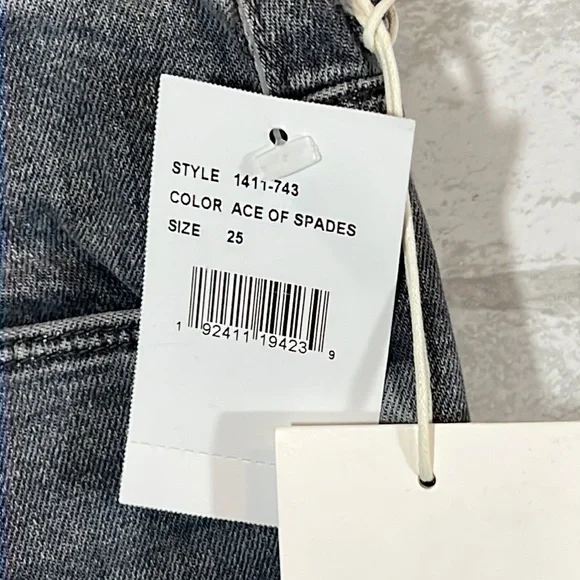 STYLE 1411-743
COLOR ACE OF SPADES
SIZE 25
1 92411 19423 9